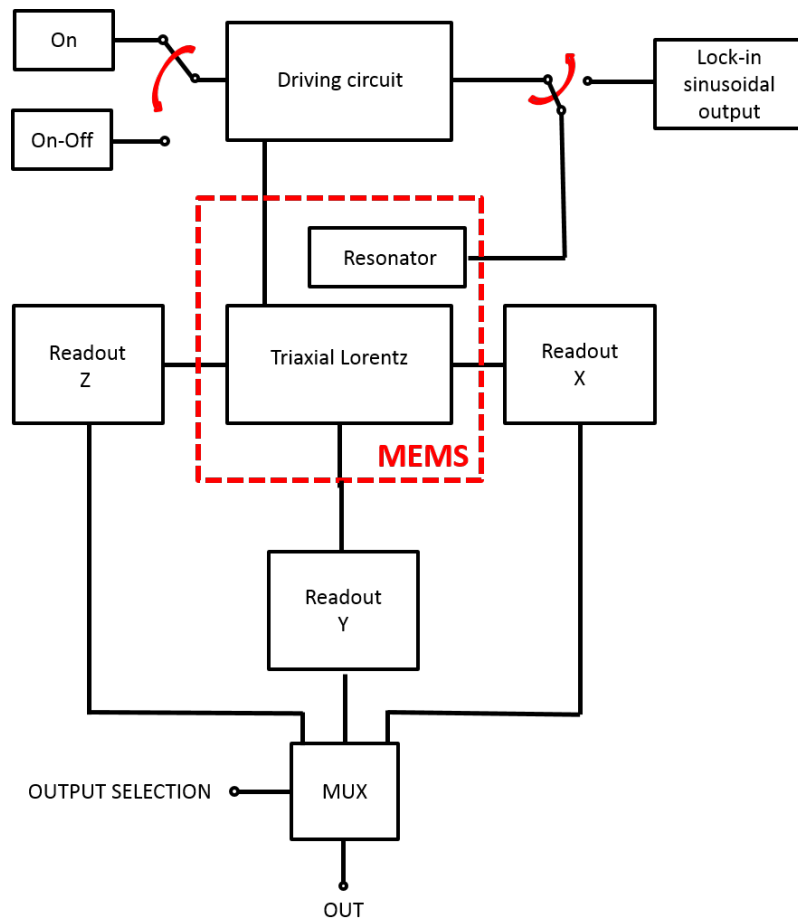 On
Driving circuit
Lock-in
sinusoidal
output
On-Off
Resonator
Readout
Z
Triaxial Lorentz
Readout
X
MEMS
Readout
Y
OUTPUT SELECTION
MUX
OUT